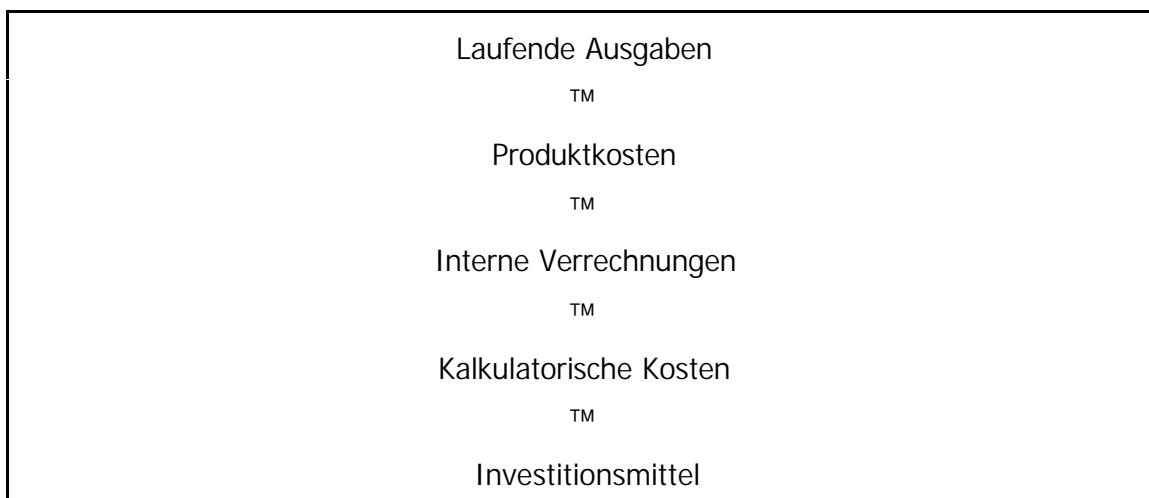 Laufende Ausgaben
™
Produktkosten
™
Interne Verrechnungen
™
Kalkulatorische Kosten
™
Investitionsmittel